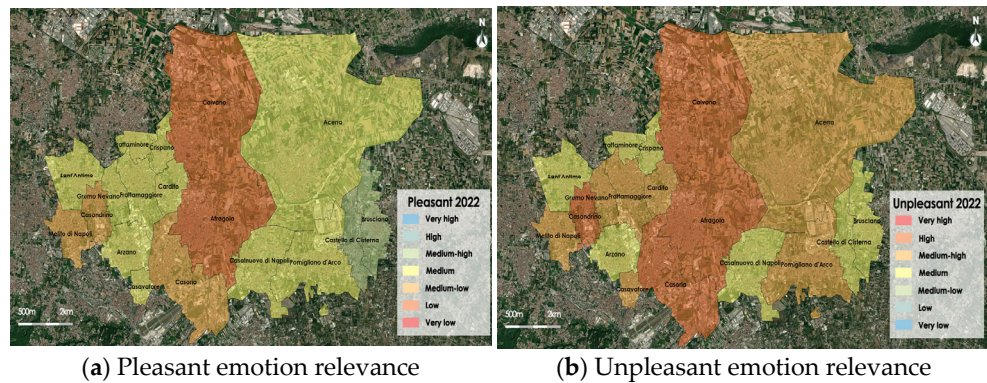 N
Caivano
Acerra
Frattaminore
Crispano
Sant'Antimo
Cardito
Grumo Nevano
Frattamaggiore
Casandrino
Melito di Napoli
Afragola
Arzano
Casoria
Casavatore
Casalnuovo di Napoli
Pomigliano d'Arco
Castello di Cisterna
Brusciano
Pleasant 2022
Very high
High
Medium-high
Medium
Medium-low
Low
Very low
500m 2km
(a) Pleasant emotion relevance
N
Caivano
Acerra
Frattaminore
Crispano
Sant'Antimo
Cardito
Grumo Nevano
Frattamaggiore
Casandrino
Melito di Napoli
Afragola
Arzano
Casoria
Casavatore
Casalnuovo di Napoli
Pomigliano d'Arco
Castello di Cisterna
Brusciano
Unpleasant 2022
Very high
High
Medium-high
Medium
Medium-low
Low
Very low
500m 2km
(b) Unpleasant emotion relevance